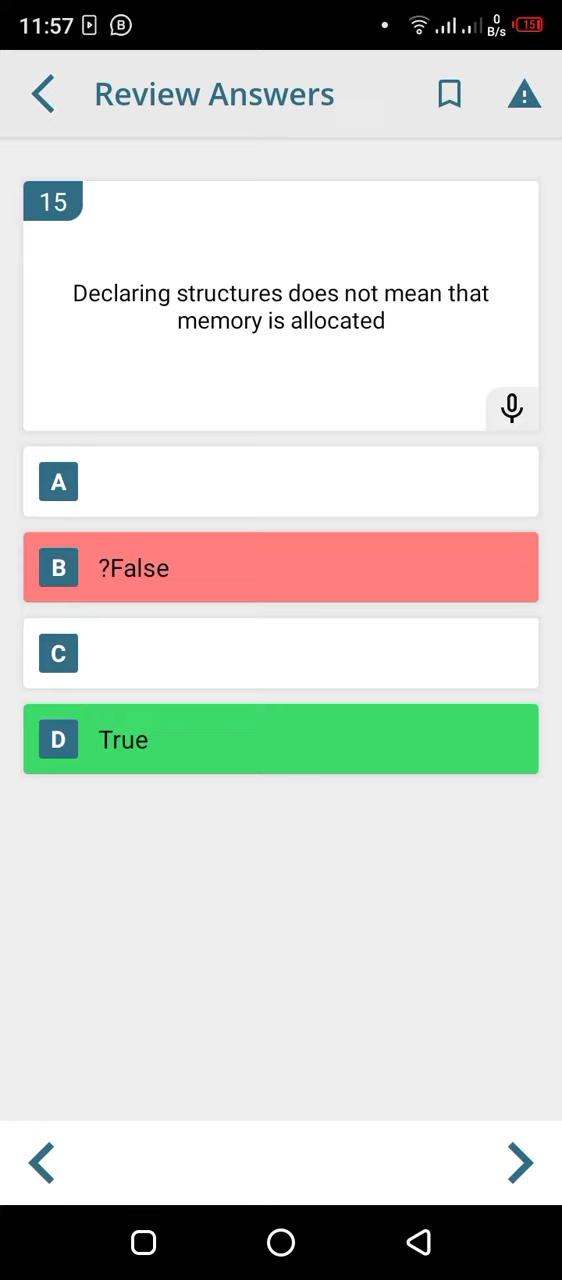 11:57
B
0
B/s
15
Review Answers
15
Declaring structures does not mean that
memory is allocated
A
B ?False
C
D True